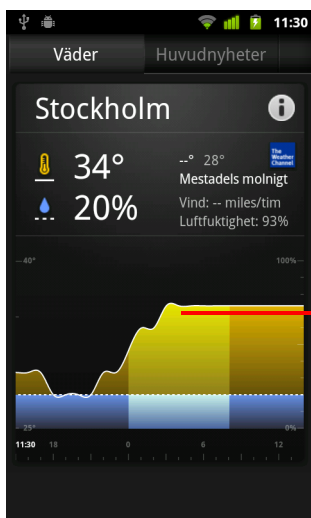 11:30
Väder
Huvudnyheter
Stockholm
The Weather Channel
34°
--° 28°
Mestadels molnigt
20%
Vind: -- miles/tim
Luftfuktighet: 93%
40°
100%
25°
0%
11:30 18 0 6 12